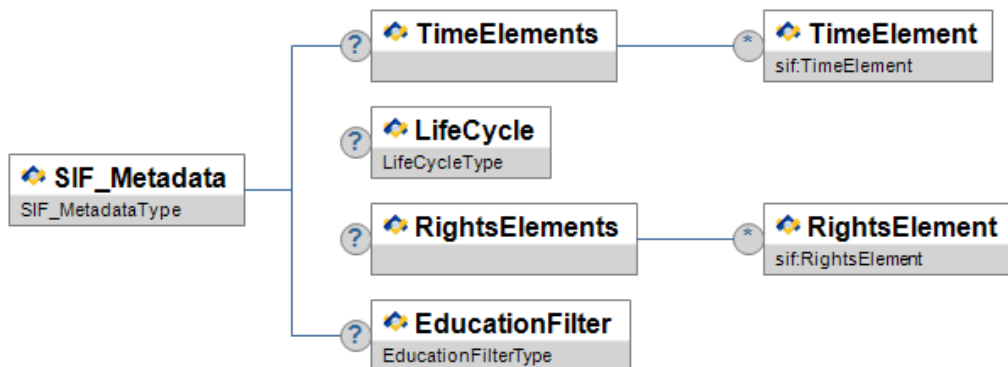 ? TimeElements
* TimeElement
sif:TimeElement
? LifeCycle
LifeCycleType
SIF_Metadata
SIF_MetadataType
? RightsElements
* RightsElement
sif:RightsElement
? EducationFilter
EducationFilterType